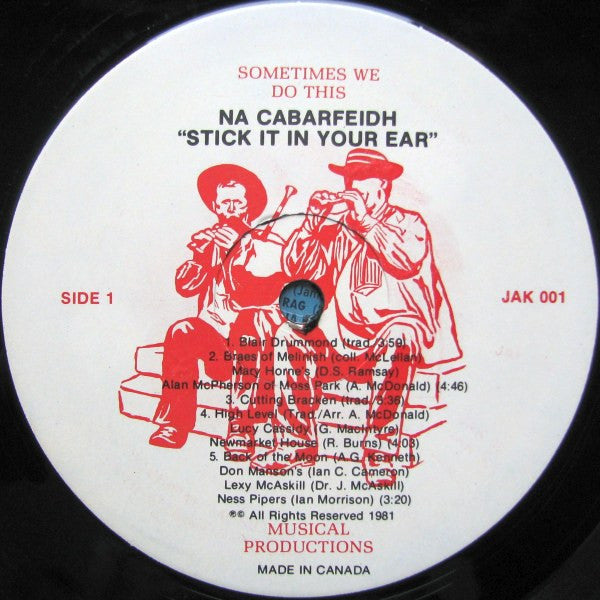 SOMETIMES WE
DO THIS
NA CABARFEIDH
“STICK IT IN YOUR EAR”
SIDE 1
JAK 001
RAG
1. Blair Drummond (trad./3:59)
2. Braes of Melinish (coll. McLellan)
Macy Horne's (D.S. Ramsay)
Alan McPherson of Moss Park (A. McDonald) (4:46)
3. Cutting Bracken (trad. 3:36)
4. High Level (Trad./Arr. A. McDonald)
Lucy Cassidy (G. MacIntyre)
Newmarket House (R. Burns) (4:03)
5. Back of the Moon (A.G. Kenneth)
Don Manson's (Ian C. Cameron)
Lexy McAskill (Dr. J. McAskill)
Ness Pipers (Ian Morrison) (3:20)
℗© All Rights Reserved 1981
MUSICAL
PRODUCTIONS
MADE IN CANADA